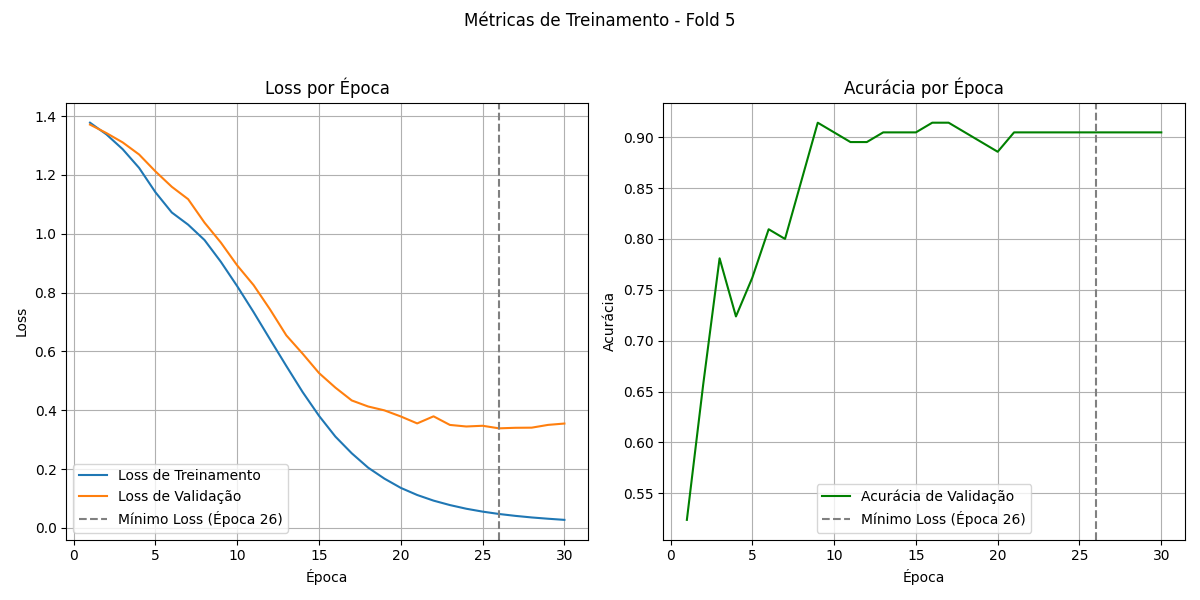 Métricas de Treinamento - Fold 5
Loss por Época
1.4
1.2
1.0
0.8
0.6
0.4
0.2
0.0
Loss
Loss de Treinamento
Loss de Validação
Mínimo Loss (Época 26)
0 5 10 15 20 25 30
Época
Acurácia por Época
0.90
0.85
0.80
0.75
0.70
0.65
0.60
0.55
Acurácia
Acurácia de Validação
Mínimo Loss (Época 26)
0 5 10 15 20 25 30
Época